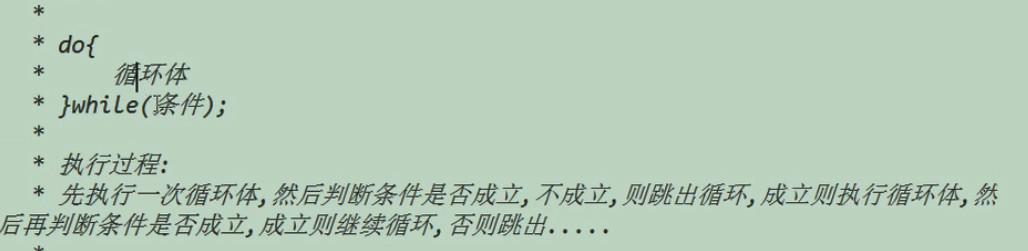 *
* do{
*     循环体
* }while(条件);
*
* 执行过程:
* 先执行一次循环体,然后判断条件是否成立,不成立,则跳出循环,成立则执行循环体,然
后再判断条件是否成立,成立则继续循环,否则跳出.....
*